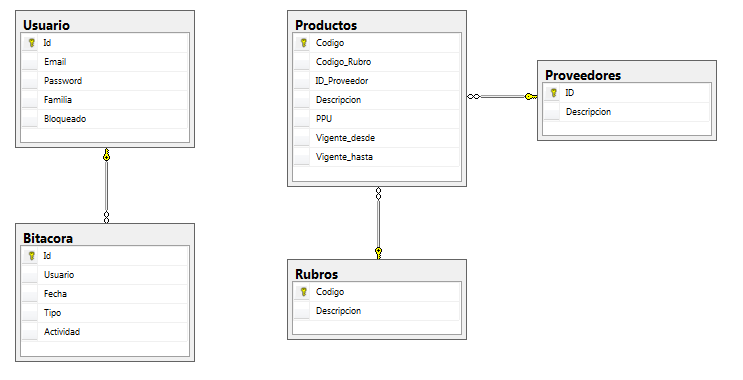 Usuario
Id
Email
Password
Familia
Bloqueado
Productos
Codigo
Codigo_Rubro
ID_Proveedor
Descripcion
PPU
Vigente_desde
Vigente_hasta
Proveedores
ID
Descripcion
Bitacora
Id
Usuario
Fecha
Tipo
Actividad
Rubros
Codigo
Descripcion